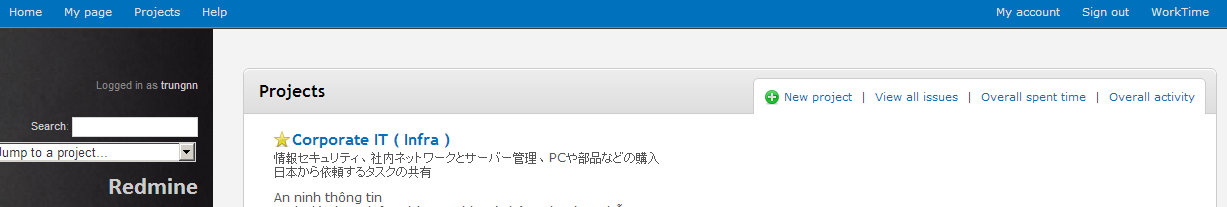 Home My page Projects Help My account Sign out WorkTime
Logged in as trungnn
Search:
Jump to a project...
Redmine
Projects
New project | View all issues | Overall spent time | Overall activity
Corporate IT ( Infra )
情報セキュリティ、社内ネットワークとサーバー管理、PCや部品などの購入
日本から依頼するタスクの共有
An ninh thông tin